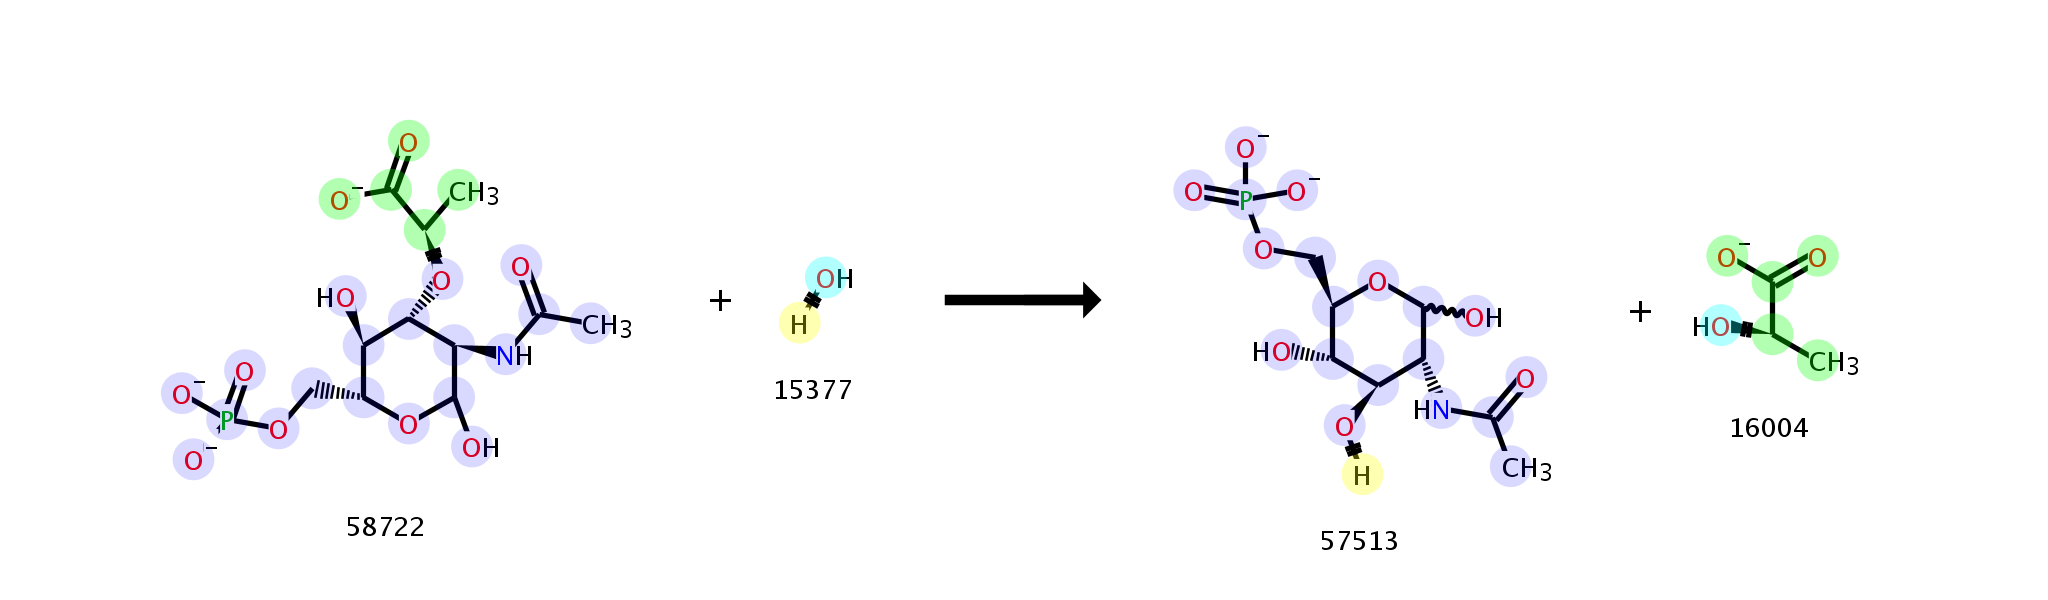 O
O⁻ CH₃
O
O
HO
CH₃
NH
O
O⁻
P
O
O
O⁻
OH
58722
+
OH
H
15377
O⁻
O P O⁻
O
O
OH
HO
O
HN
O
H
CH₃
57513
+
O⁻ O
HO
CH₃
16004